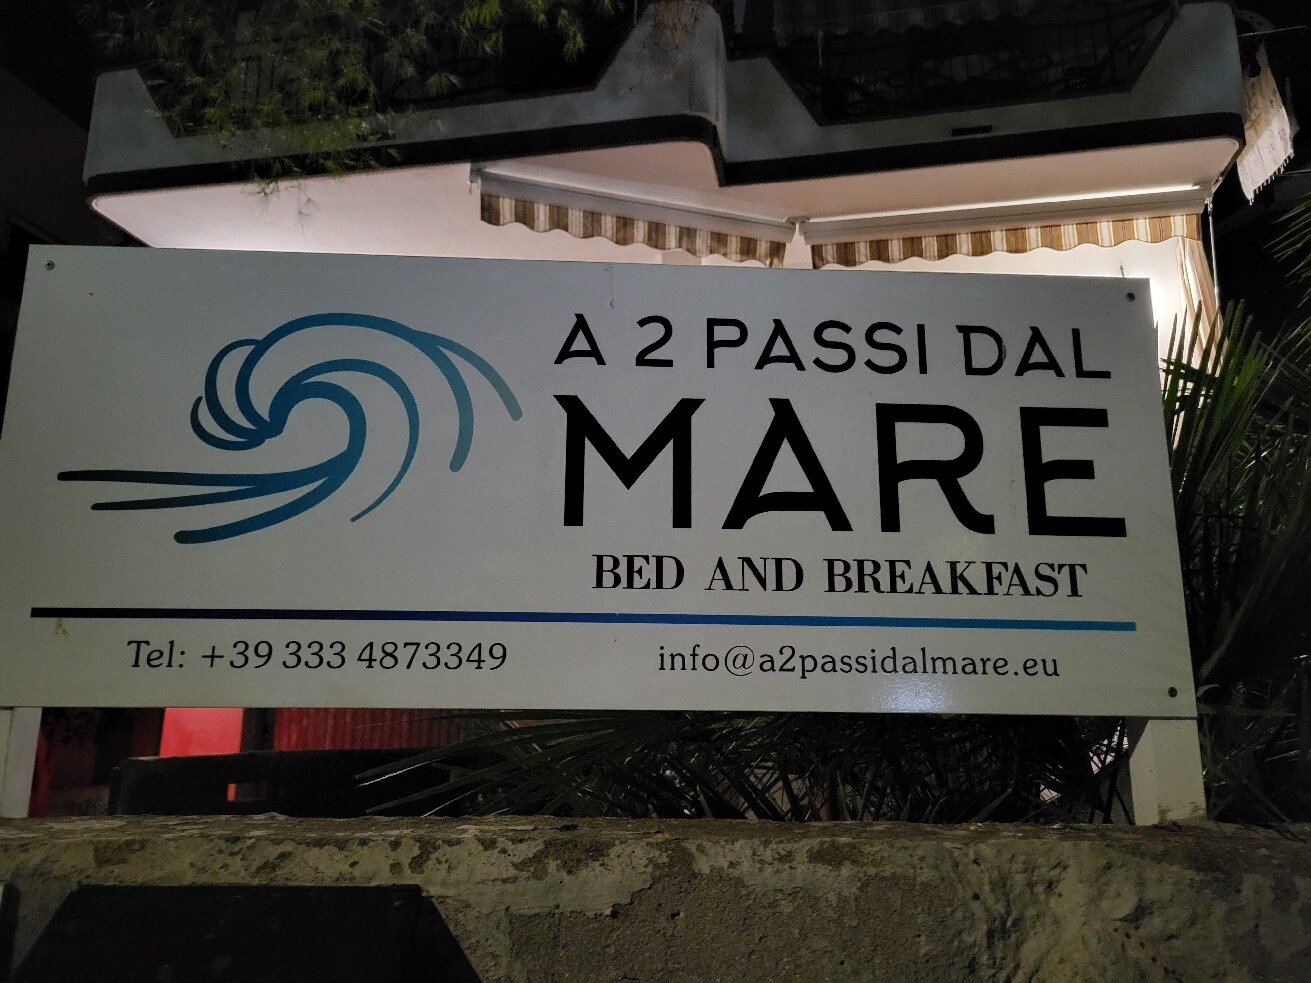 A 2 PASSI DAL
MARE
BED AND BREAKFAST
Tel: +39 333 4873349
info@a2passidalmare.eu